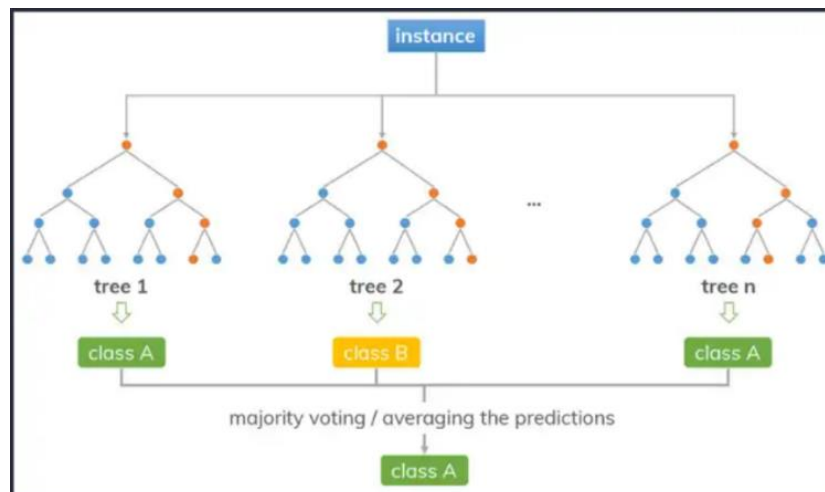 instance
...
tree 1
tree 2
tree n
class A
class B
class A
majority voting / averaging the predictions
class A